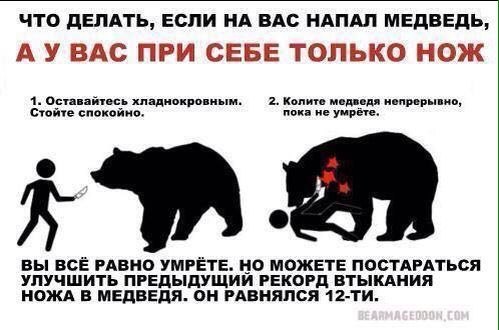 ЧТО ДЕЛАТЬ, ЕСЛИ НА ВАС НАПАЛ МЕДВЕДЬ,
А У ВАС ПРИ СЕБЕ ТОЛЬКО НОЖ
1. Оставайтесь хладнокровным.
Стойте спокойно.
2. Колите медведя непрерывно,
пока не умрёте.
ВЫ ВСЁ РАВНО УМРЁТЕ. НО МОЖЕТЕ ПОСТАРАТЬСЯ
УЛУЧШИТЬ ПРЕДЫДУЩИЙ РЕКОРД ВТЫКАНИЯ
НОЖА В МЕДВЕДЯ. ОН РАВНЯЛСЯ 12-ТИ.
BEARMAGEDDON.COM